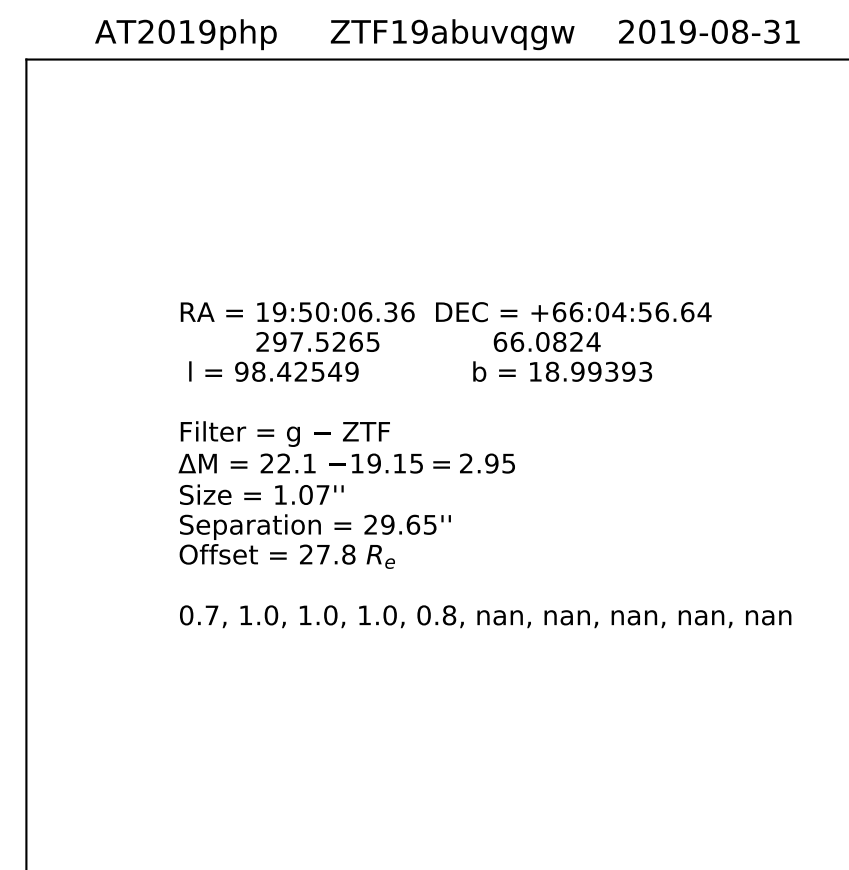 AT2019php ZTF19abuvqgw 2019-08-31
RA = 19:50:06.36 DEC = +66:04:56.64
297.5265 66.0824
l = 98.42549 b = 18.99393
Filter = g − ZTF
ΔM = 22.1 −19.15 = 2.95
Size = 1.07''
Separation = 29.65''
Offset = 27.8 Rₑ
0.7, 1.0, 1.0, 1.0, 0.8, nan, nan, nan, nan, nan